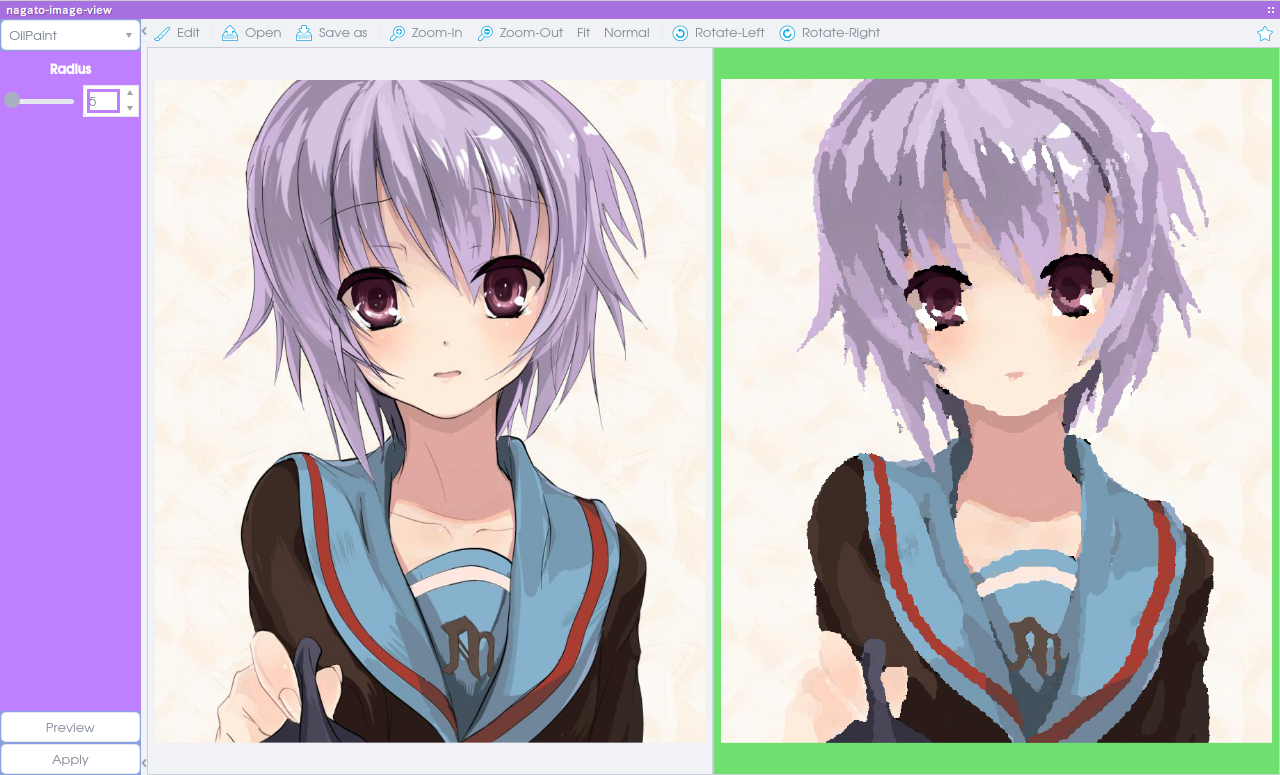 nagato-image-view
OilPaint
Edit Open Save as Zoom-In Zoom-Out Fit Normal Rotate-Left Rotate-Right
Radius
5
Preview
Apply